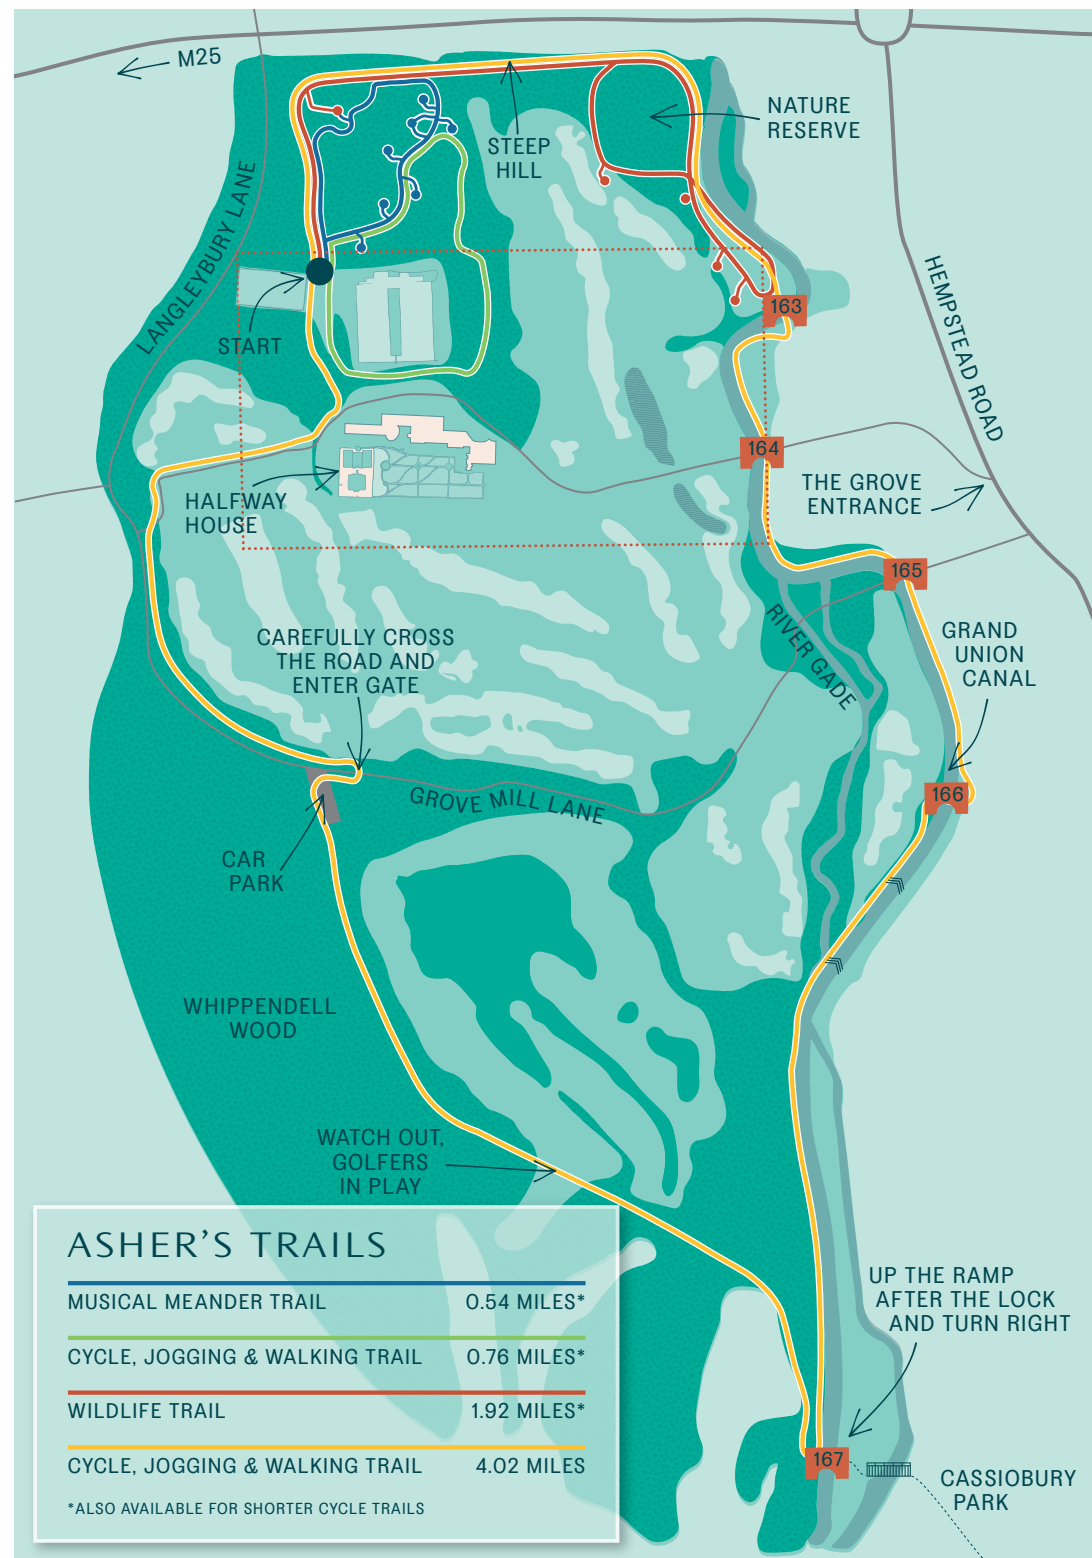 M25
NATURE
RESERVE
STEEP
HILL
LANGLEYBURY LANE
START
163
HEMPSTEAD ROAD
164
THE GROVE
ENTRANCE
HALFWAY
HOUSE
165
RIVER GADE
GRAND
UNION
CANAL
CAREFULLY CROSS
THE ROAD AND
ENTER GATE
166
GROVE MILL LANE
CAR
PARK
WHIPPENDELL
WOOD
WATCH OUT,
GOLFERS
IN PLAY
UP THE RAMP
AFTER THE LOCK
AND TURN RIGHT
167
CASSIOBURY
PARK
ASHER'S TRAILS
MUSICAL MEANDER TRAIL 0.54 MILES*
CYCLE, JOGGING & WALKING TRAIL 0.76 MILES*
WILDLIFE TRAIL 1.92 MILES*
CYCLE, JOGGING & WALKING TRAIL 4.02 MILES
*ALSO AVAILABLE FOR SHORTER CYCLE TRAILS